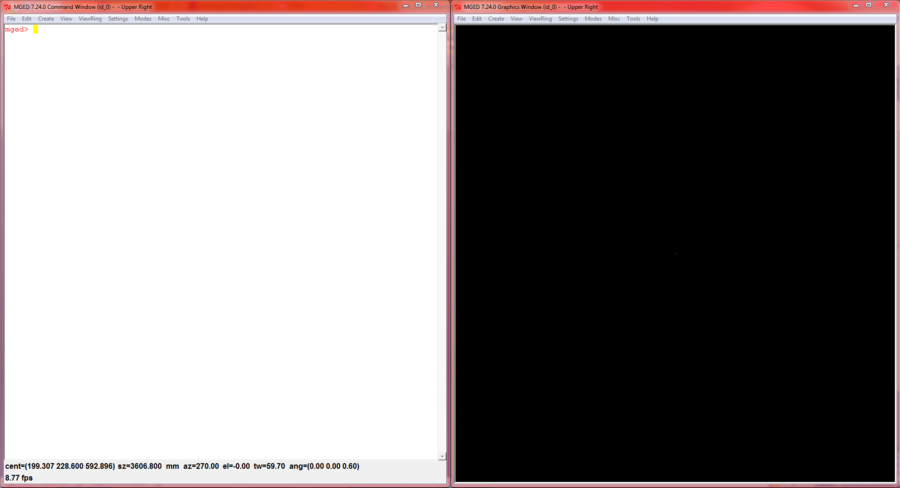 MGED 7.24.0 Command Window (id_0) - - Upper Right
File Edit Create View ViewRing Settings Modes Misc Tools Help
mged>
cent=(199.307 228.600 592.896) sz=3606.800 mm az=270.00 el=-0.00 tw=59.70 ang=(0.00 0.00 0.60)
8.77 fps
MGED 7.24.0 Graphics Window (id_0) - - Upper Right
File Edit Create View ViewRing Settings Modes Misc Tools Help